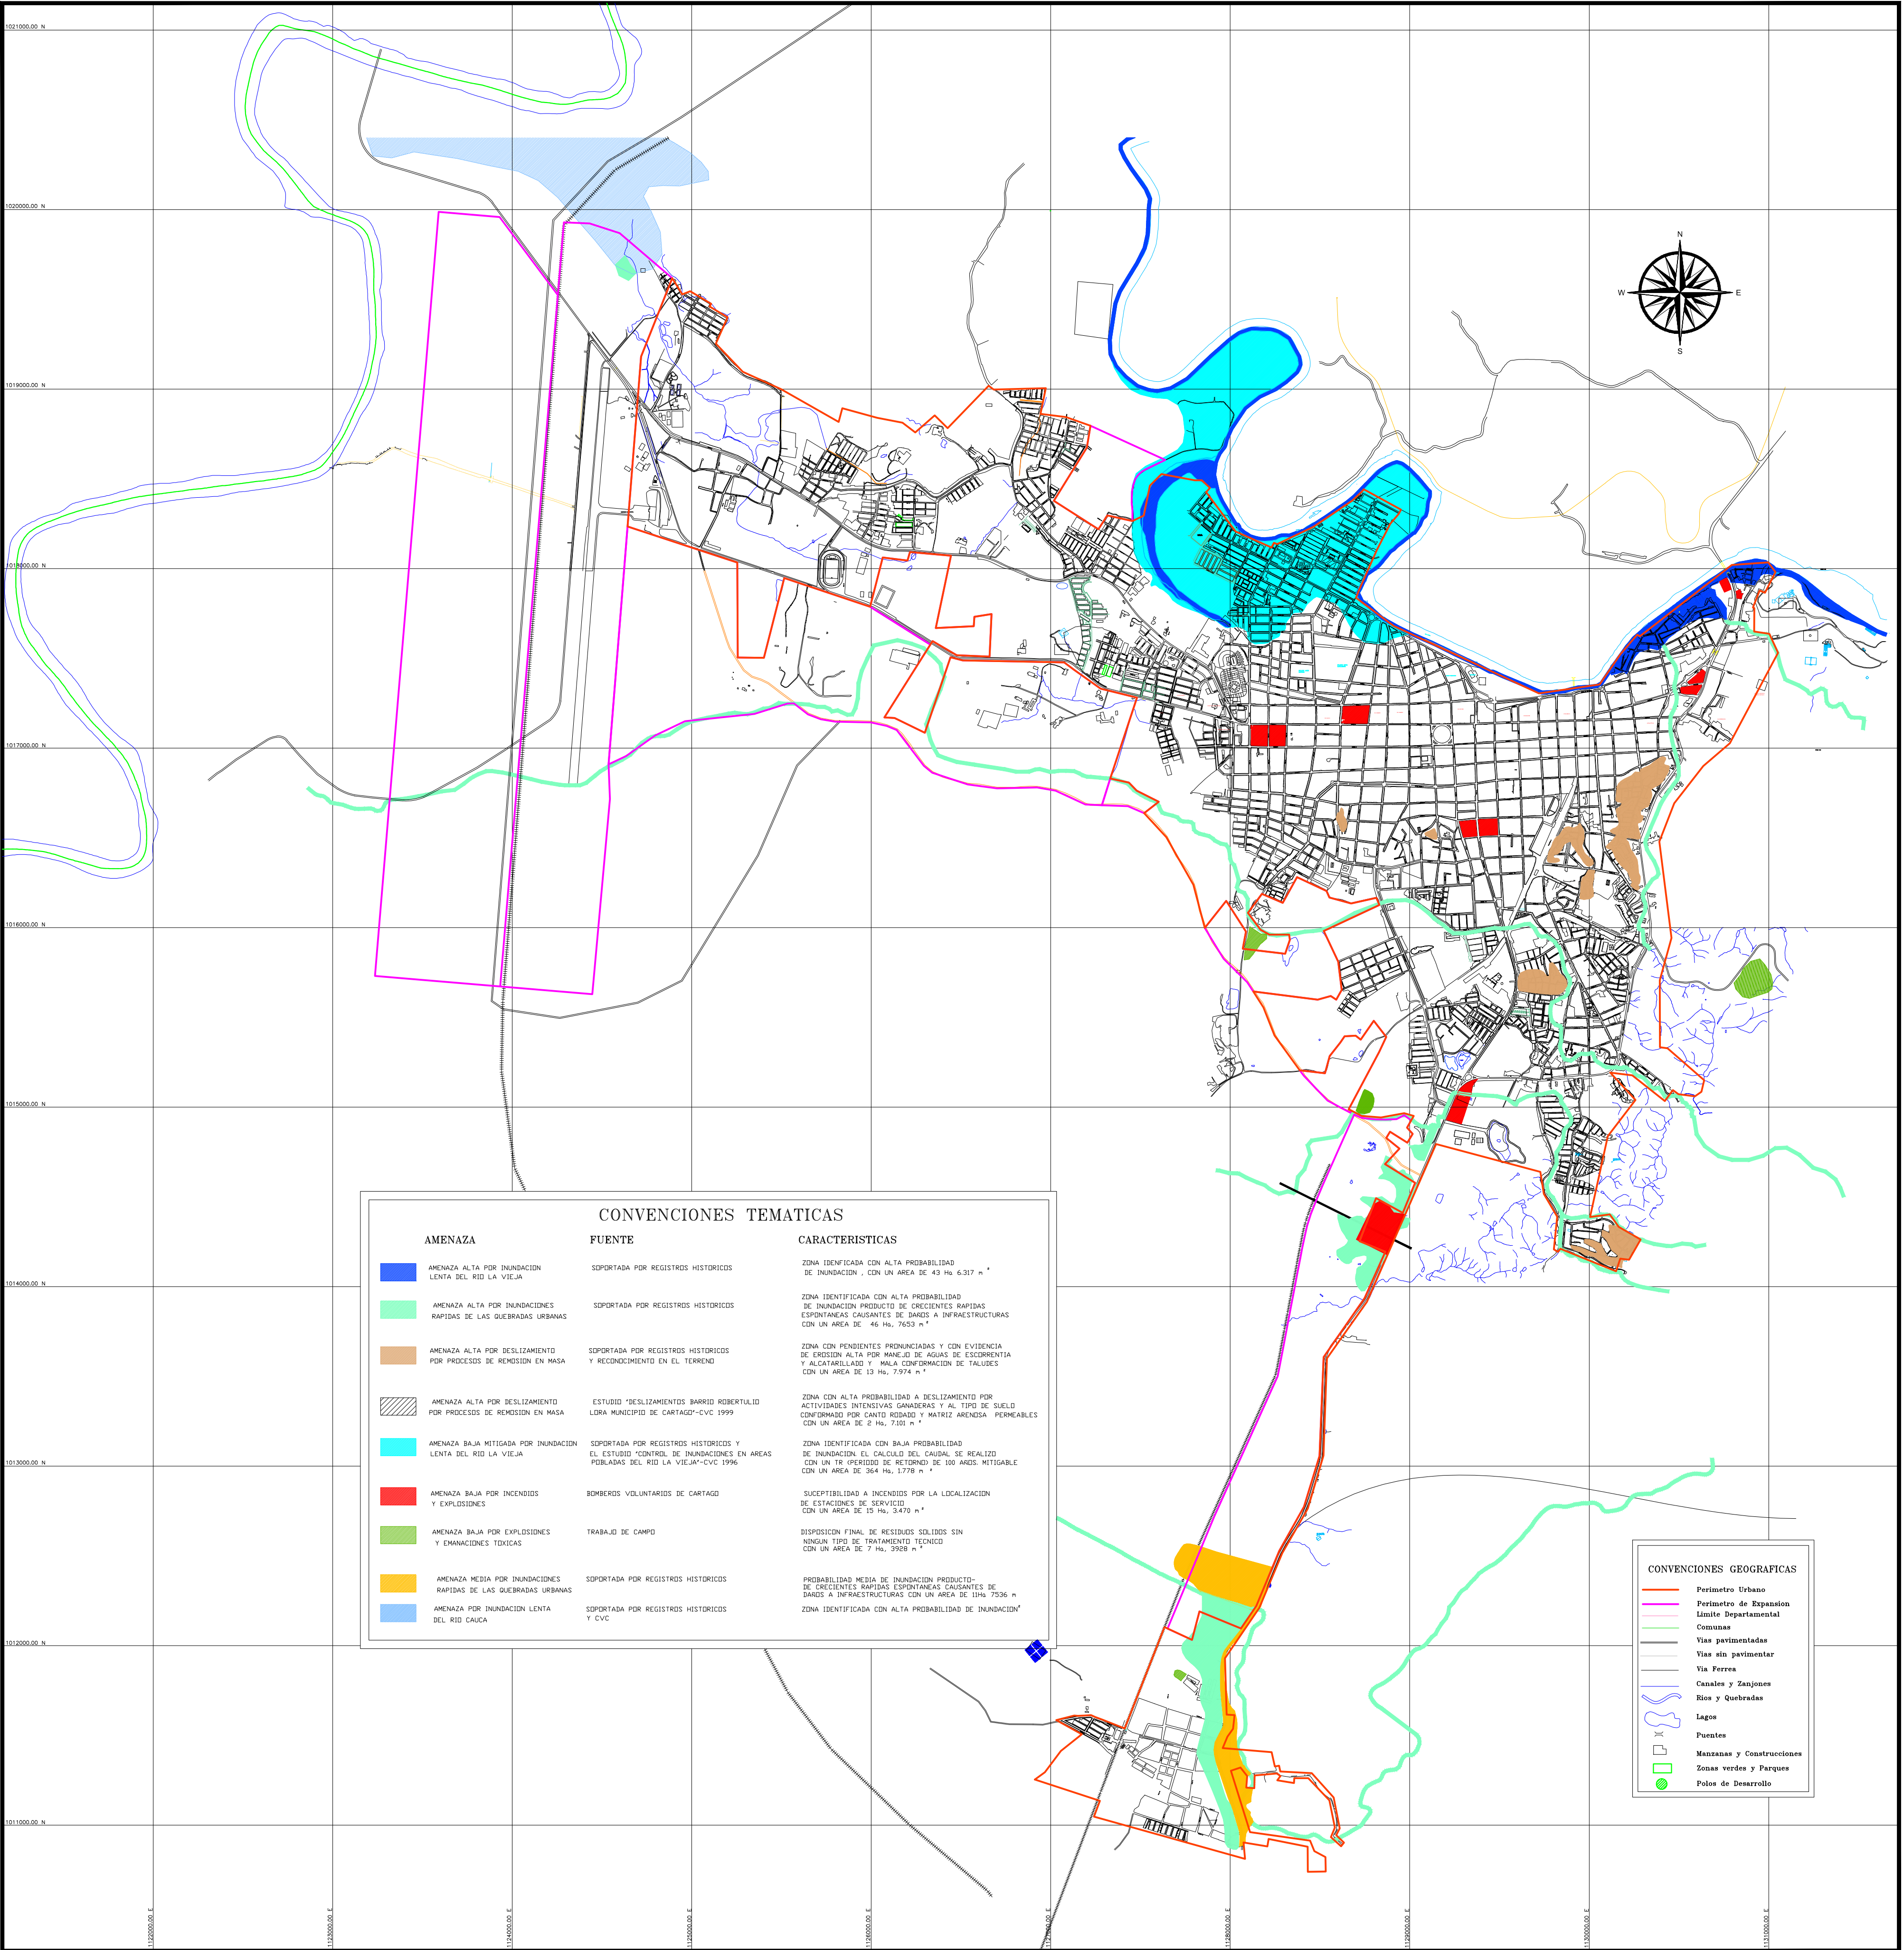 1021000.00 N
1020000.00 N
1019000.00 N
1018000.00 N
1017000.00 N
1016000.00 N
1015000.00 N
1014000.00 N
1013000.00 N
1012000.00 N
1011000.00 N
N
W
E
S
CONVENCIONES TEMATICAS
AMENAZA
FUENTE
CARACTERISTICAS
AMENAZA ALTA POR INUNDACION
LENTA DEL RIO LA VIEJA
SOPORTADA POR REGISTROS HISTORICOS
ZONA IDENFICADA CON ALTA PROBABILIDAD
DE INUNDACION , CON UN AREA DE 43 Ha 6.317 m
AMENAZA ALTA POR INUNDACIONES
RAPIDAS DE LAS QUEBRADAS URBANAS
SOPORTADA POR REGISTROS HISTORICOS
ZONA IDENTIFICADA CON ALTA PROBABILIDAD
DE INUNDACION PRODUCTO DE CRECIENTES RAPIDAS
ESPONTANEAS CAUSANTES DE DAROS A INFRAESTRUCTURAS
CON UN AREA DE 46 Ha, 7653 m
AMENAZA ALTA POR DESLIZAMIENTO
POR PROCESOS DE REMOSION EN MASA
SOPORTADA POR REGISTROS HISTORICOS
Y RECONOCIMIENTO EN EL TERRENO
ZONA CON PENDIENTES PRONUNCIADAS Y CON EVIDENCIA
DE EROSION ALTA POR MANEJO DE AGUAS DE ESCORRENTIA
Y ALCATARILLADO Y MALA CONFORMACION DE TALUDES
CON UN AREA DE 13 Ha, 7.974 m
AMENAZA ALTA POR DESLIZAMIENTO
POR PROCESOS DE REMOSION EN MASA
ESTUDIO "DESLIZAMIENTOS BARRIO ROBERTULIO
LORA MUNICIPIO DE CARTAGO"-CVC 1999
ZONA CON ALTA PROBABILIDAD A DESLIZAMIENTO POR
ACTIVIDADES INTENSIVAS GANADERAS Y AL TIPO DE SUELO
CONFORMADO POR CANTO RODADO Y MATRIZ ARENOSA PERMEABLES
CON UN AREA DE 2 Ha, 7.101 m
AMENAZA BAJA MITIGADA POR INUNDACION
LENTA DEL RIO LA VIEJA
SOPORTADA POR REGISTROS HISTORICOS Y
EL ESTUDIO "CONTROL DE INUNDACIONES EN AREAS
POBLADAS DEL RIO LA VIEJA"-CVC 1996
ZONA IDENTIFICADA CON BAJA PROBABILIDAD
DE INUNDACION. EL CALCULO DEL CAUDAL SE REALIZO
CON UN TR (PERIODO DE RETORNO) DE 100 AROS. MITIGABLE
CON UN AREA DE 364 Ha, 1.778 m
AMENAZA BAJA POR INCENDIOS
Y EXPLOSIONES
BOMBEROS VOLUNTARIOS DE CARTAGO
SUCEPTIBILIDAD A INCENDIOS POR LA LOCALIZACION
DE ESTACIONES DE SERVICIO
CON UN AREA DE 15 Ha, 3.470 m
AMENAZA BAJA POR EXPLOSIONES
Y EMANACIONES TOXICAS
TRABAJO DE CAMPO
DISPOSICON FINAL DE RESIDUOS SOLIDOS SIN
NINGUN TIPO DE TRATAMIENTO TECNICO
CON UN AREA DE 7 Ha, 3928 m
AMENAZA MEDIA POR INUNDACIONES
RAPIDAS DE LAS QUEBRADAS URBANAS
SOPORTADA POR REGISTROS HISTORICOS
PROBABILIDAD MEDIA DE INUNDACION PRODUCTO-
DE CRECIENTES RAPIDAS ESPONTANEAS CAUSANTES DE
DAROS A INFRAESTRUCTURAS CON UN AREA DE 11Ha 7536 m
AMENAZA POR INUNDACION LENTA
DEL RIO CAUCA
SOPORTADA POR REGISTROS HISTORICOS
Y CVC
ZONA IDENTIFICADA CON ALTA PROBABILIDAD DE INUNDACION
CONVENCIONES GEOGRAFICAS
Perimetro Urbano
Perimetro de Expansion
Limite Departamental
Comunas
Vias pavimentadas
Vias sin pavimentar
Via Ferrea
Canales y Zanjones
Rios y Quebradas
Lagos
Puentes
Manzanas y Construcciones
Zonas verdes y Parques
Polos de Desarrollo
1122000.00 E
1123000.00 E
1124000.00 E
1125000.00 E
1126000.00 E
1127000.00 E
1128000.00 E
1129000.00 E
1130000.00 E
1131000.00 E